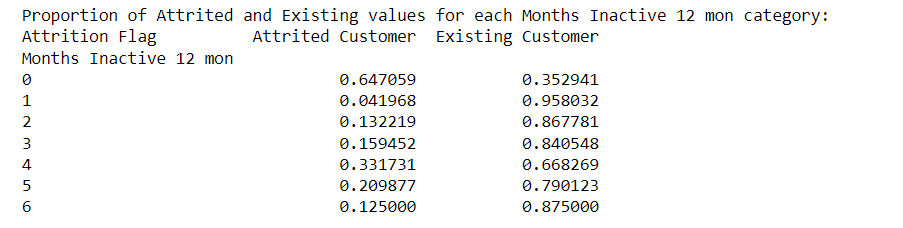 Proportion of Attrited and Existing values for each Months Inactive 12 mon category:
Attrition Flag Attrited Customer Existing Customer
Months Inactive 12 mon
0 0.647059 0.352941
1 0.041968 0.958032
2 0.132219 0.867781
3 0.159452 0.840548
4 0.331731 0.668269
5 0.209877 0.790123
6 0.125000 0.875000